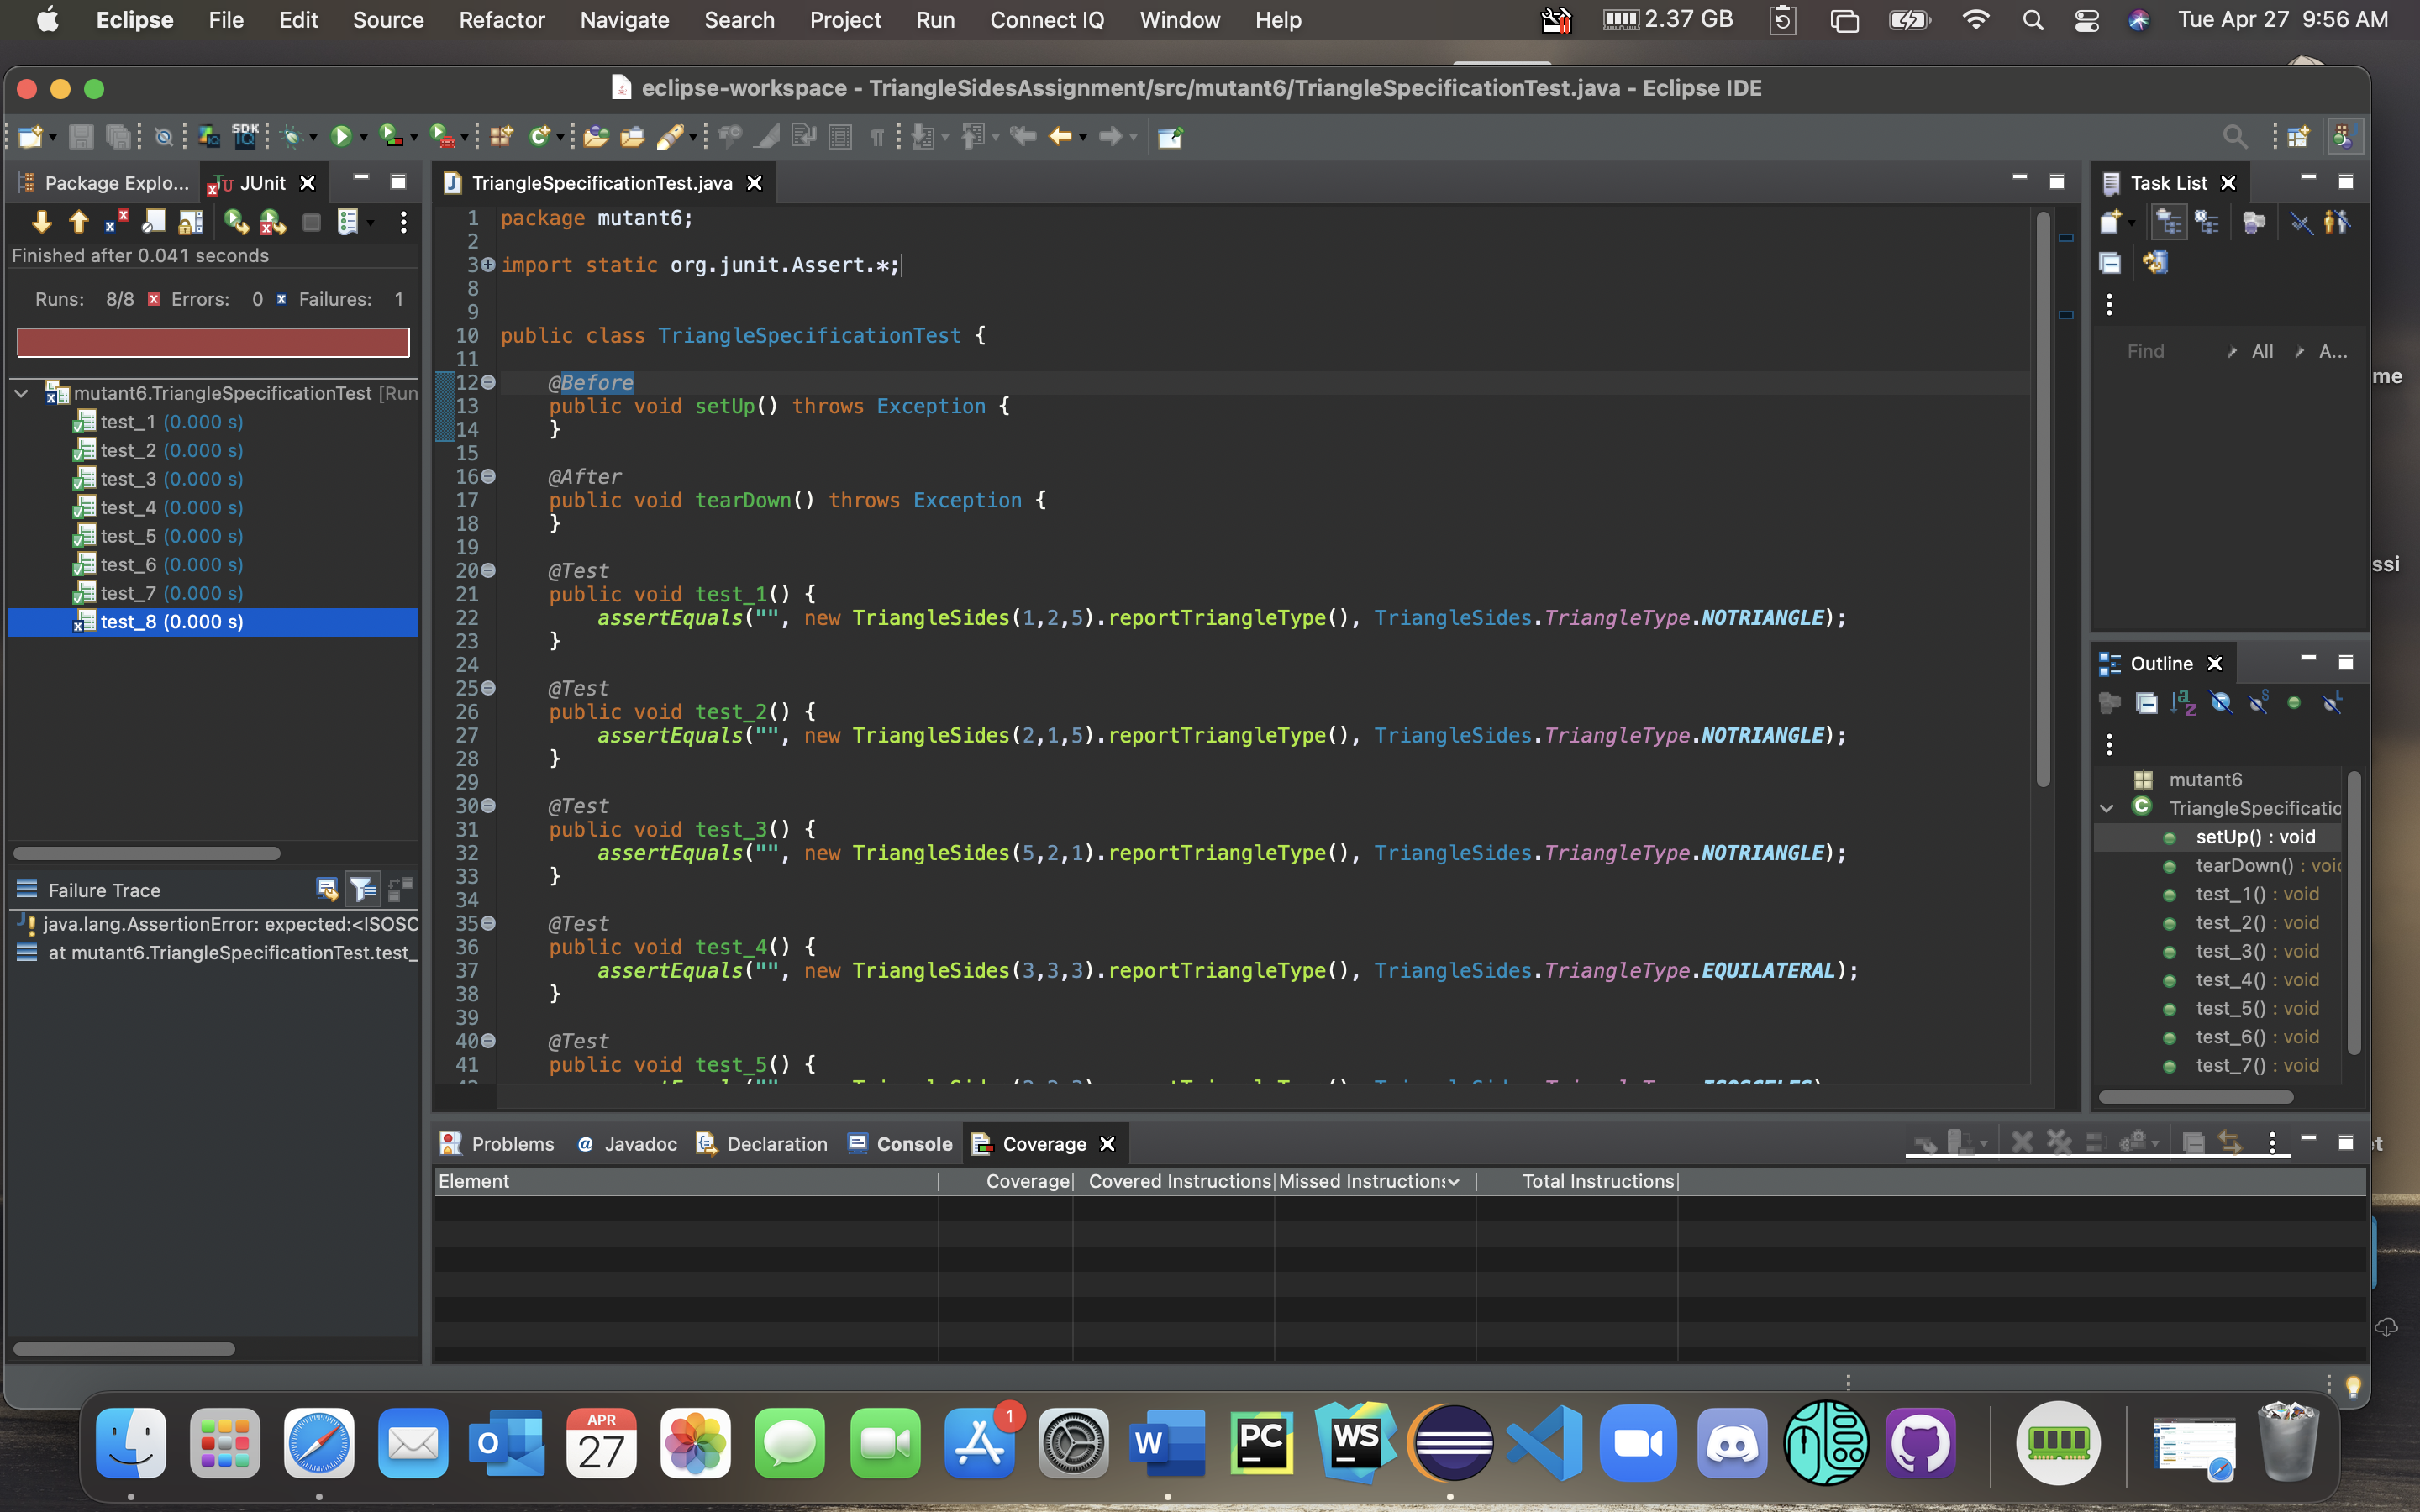 Eclipse File Edit Source Refactor Navigate Search Project Run Connect IQ Window Help 2.37 GB Tue Apr 27 9:56 AM
eclipse-workspace - TriangleSidesAssignment/src/mutant6/TriangleSpecificationTest.java - Eclipse IDE
SDK
Package Explo... JUnit
Finished after 0.041 seconds
Runs: 8/8 Errors: 0 Failures: 1
mutant6.TriangleSpecificationTest [Run
test_1 (0.000 s)
test_2 (0.000 s)
test_3 (0.000 s)
test_4 (0.000 s)
test_5 (0.000 s)
test_6 (0.000 s)
test_7 (0.000 s)
test_8 (0.000 s)
Failure Trace
java.lang.AssertionError: expected:<ISOSC
at mutant6.TriangleSpecificationTest.test_
TriangleSpecificationTest.java
1 package mutant6;
2
3 import static org.junit.Assert.*;
8
9
10 public class TriangleSpecificationTest {
11
12 @Before
13 public void setUp() throws Exception {
14 }
15
16 @After
17 public void tearDown() throws Exception {
18 }
19
20 @Test
21 public void test_1() {
22 assertEquals("", new TriangleSides(1,2,5).reportTriangleType(), TriangleSides.TriangleType.NOTRIANGLE);
23 }
24
25 @Test
26 public void test_2() {
27 assertEquals("", new TriangleSides(2,1,5).reportTriangleType(), TriangleSides.TriangleType.NOTRIANGLE);
28 }
29
30 @Test
31 public void test_3() {
32 assertEquals("", new TriangleSides(5,2,1).reportTriangleType(), TriangleSides.TriangleType.NOTRIANGLE);
33 }
34
35 @Test
36 public void test_4() {
37 assertEquals("", new TriangleSides(3,3,3).reportTriangleType(), TriangleSides.TriangleType.EQUILATERAL);
38 }
39
40 @Test
41 public void test_5() {
Task List
Find All A...
Outline
mutant6
TriangleSpecificatio
setUp() : void
tearDown() : voi
test_1() : void
test_2() : void
test_3() : void
test_4() : void
test_5() : void
test_6() : void
test_7() : void
Problems Javadoc Declaration Console Coverage
Element Coverage Covered Instructions Missed Instruction Total Instructions
me
ssi
APR
27
1
W
PC
WS